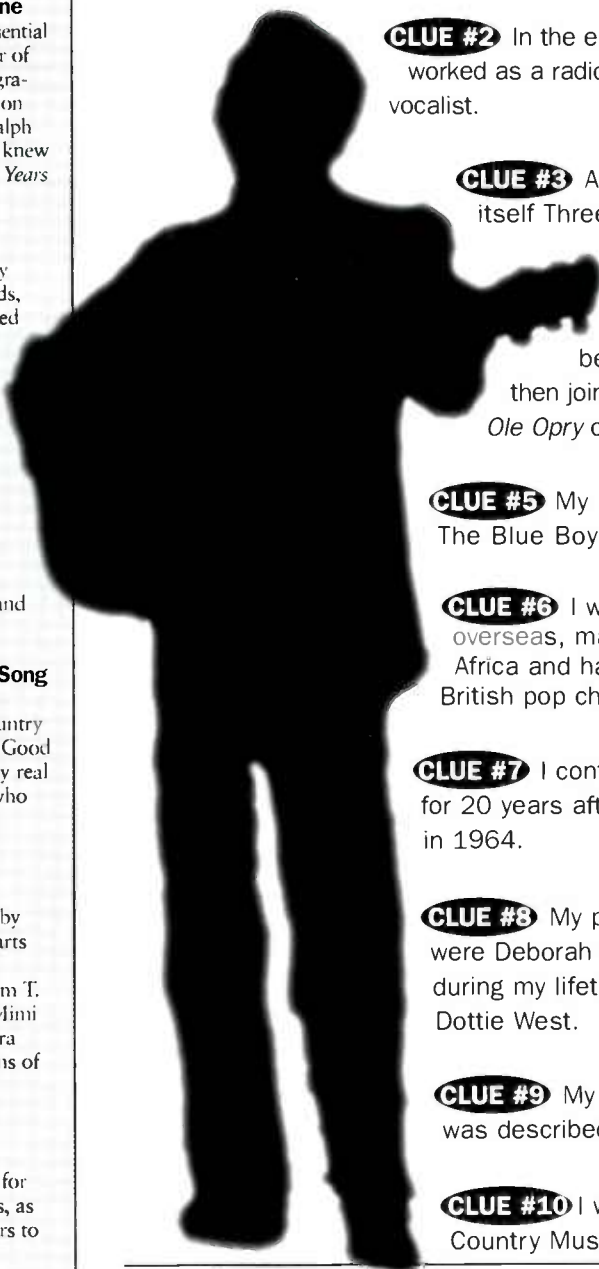 ne
sential
r of
gra-
on
alph
knew
Years
y
ds,
ed
and
Song
untry
Good
y real
who
by
arts
m T.
Mimi
ra
ns of
for
s, as
rs to
CLUE #2 In the e
worked as a radio
vocalist.
CLUE #3 A
itself Three
be
then join
Ole Opry o
CLUE #5 My
The Blue Boy
CLUE #6 I w
overseas, ma
Africa and ha
British pop ch
CLUE #7 I cont
for 20 years aft
in 1964.
CLUE #8 My p
were Deborah
during my lifet
Dottie West.
CLUE #9 My
was described
CLUE #10 I w
Country Mus